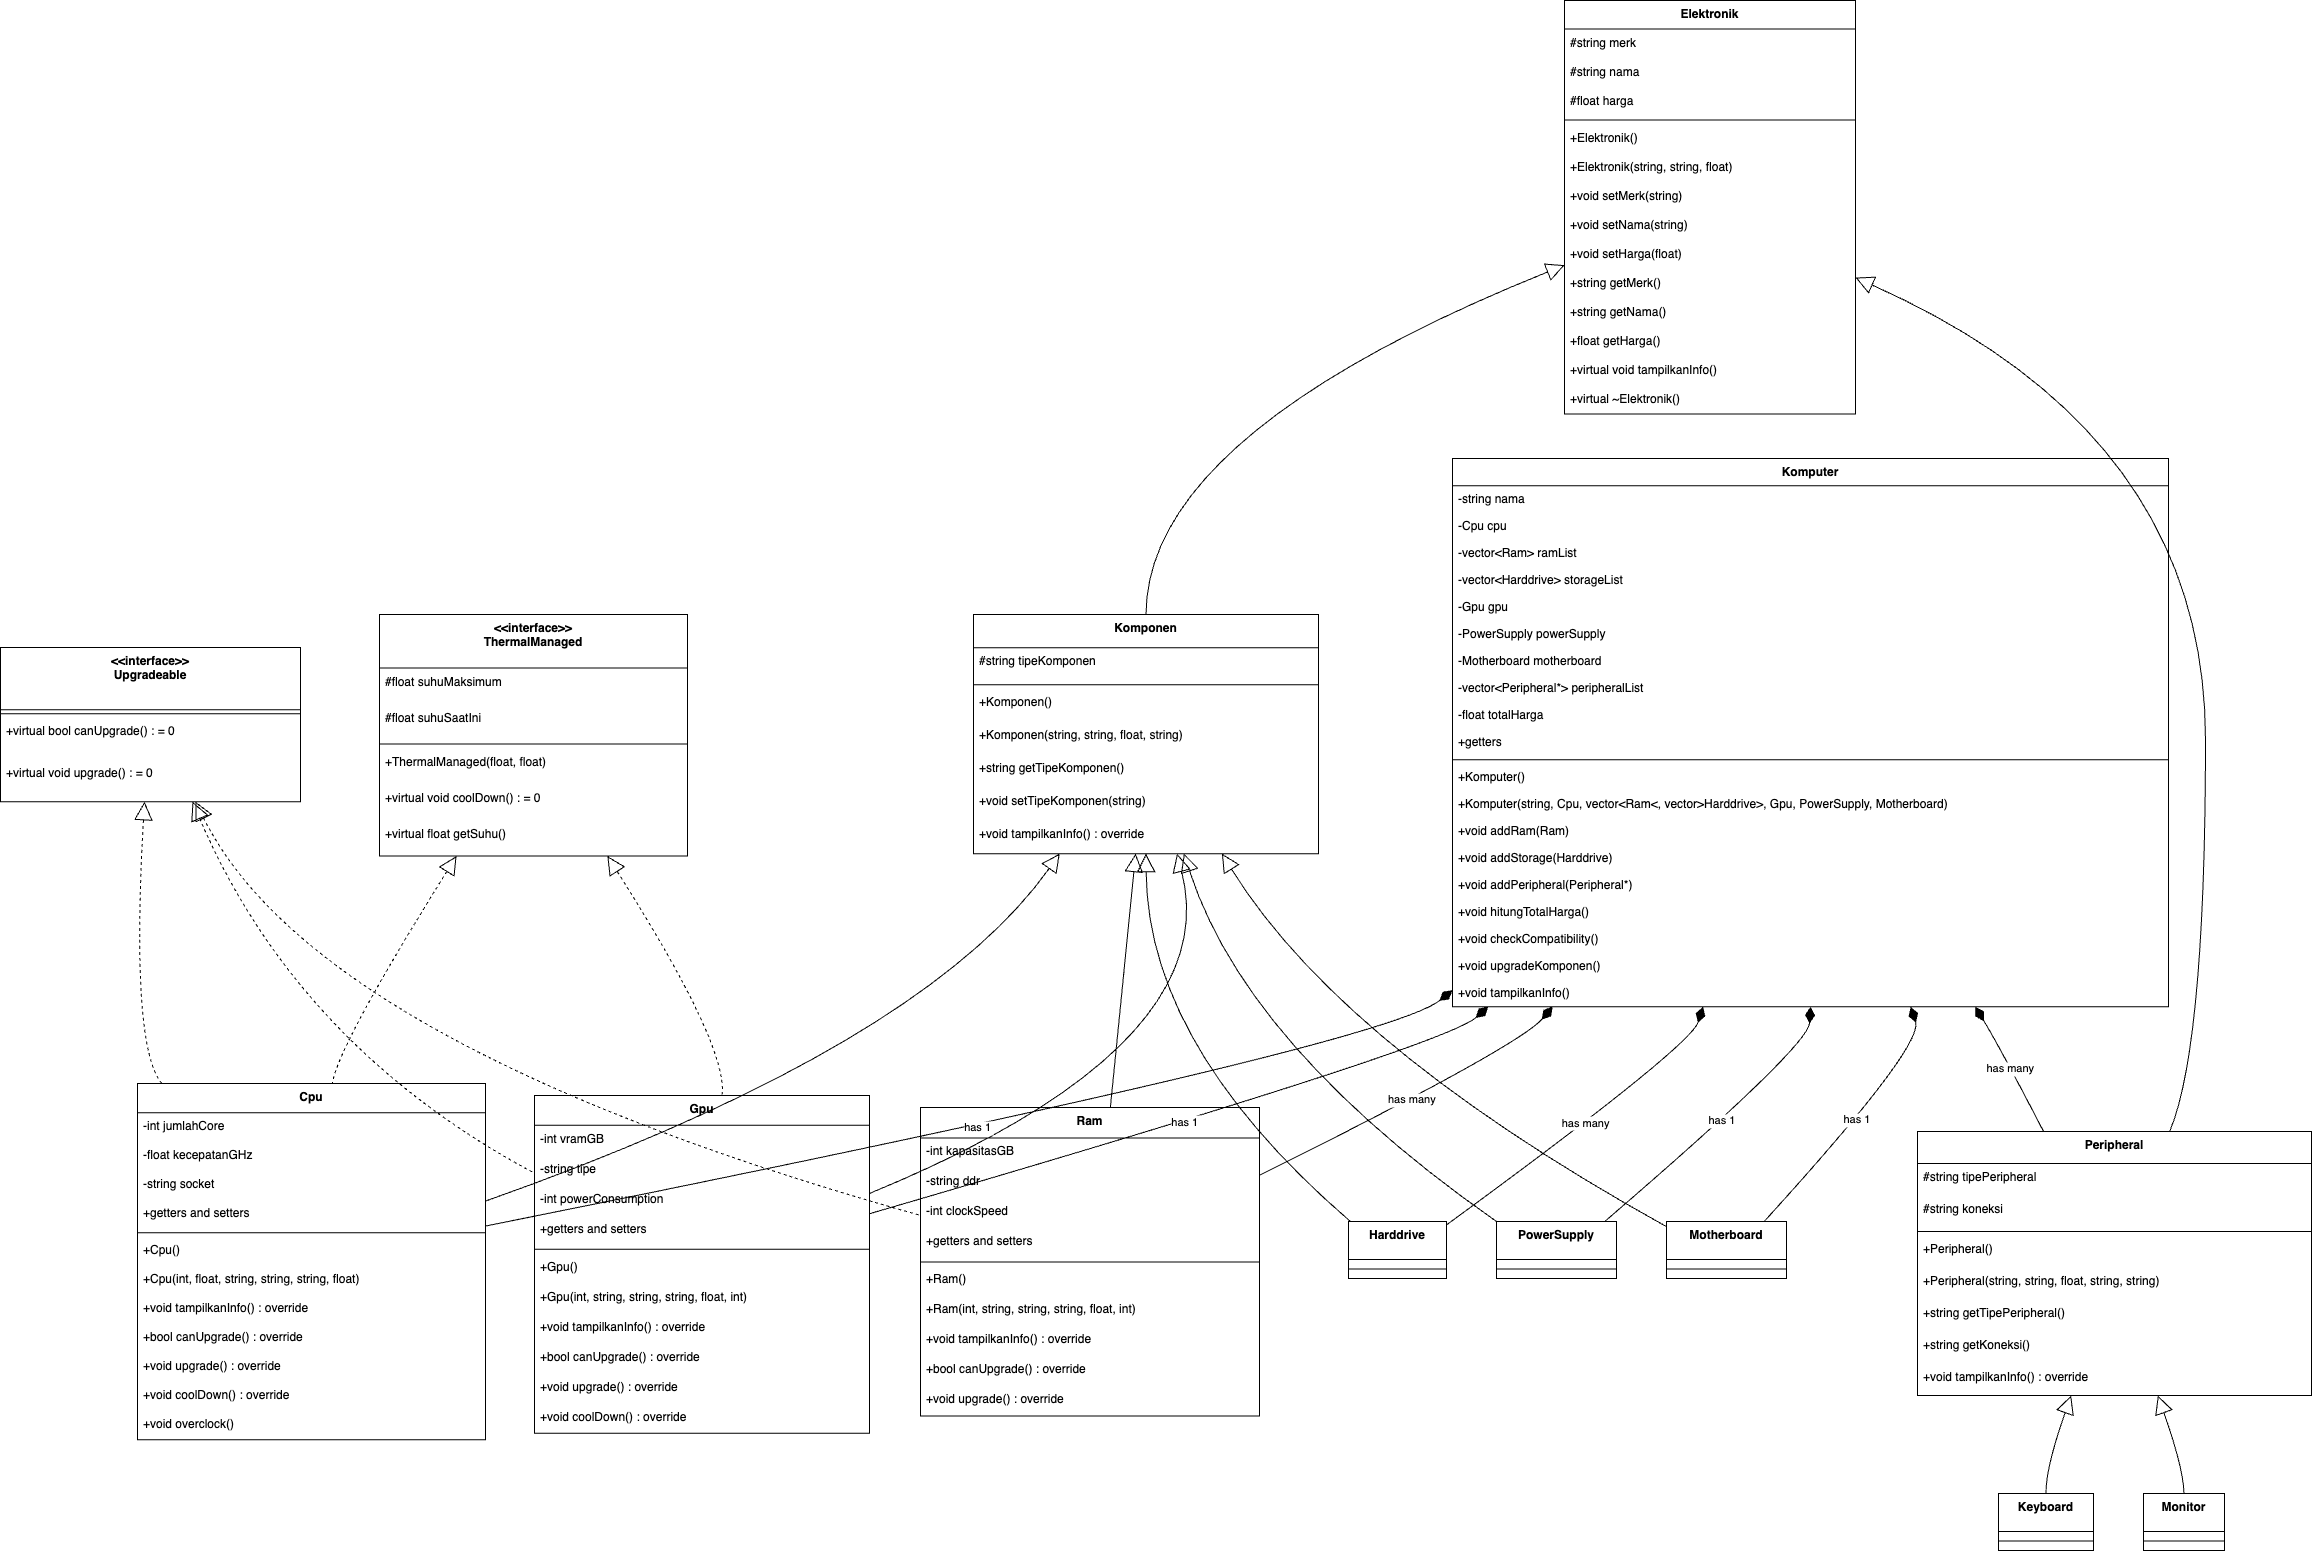 Elektronik
#string merk
#string nama
#float harga
+Elektronik()
+Elektronik(string, string, float)
+void setMerk(string)
+void setNama(string)
+void setHarga(float)
+string getMerk()
+string getNama()
+float getHarga()
+virtual void tampilkanInfo()
+virtual ~Elektronik()
Komputer
-string nama
-Cpu cpu
-vector<Ram> ramList
-vector<Harddrive> storageList
-Gpu gpu
-PowerSupply powerSupply
-Motherboard motherboard
-vector<Peripheral*> peripheralList
-float totalHarga
+getters
+Komputer()
+Komputer(string, Cpu, vector<Ram<, vector>Harddrive>, Gpu, PowerSupply, Motherboard)
+void addRam(Ram)
+void addStorage(Harddrive)
+void addPeripheral(Peripheral*)
+void hitungTotalHarga()
+void checkCompatibility()
+void upgradeKomponen()
+void tampilkanInfo()
<<interface>>
Upgradeable
+virtual bool canUpgrade() : = 0
+virtual void upgrade() : = 0
<<interface>>
ThermalManaged
#float suhuMaksimum
#float suhuSaatIni
+ThermalManaged(float, float)
+virtual void coolDown() : = 0
+virtual float getSuhu()
Komponen
#string tipeKomponen
+Komponen()
+Komponen(string, string, float, string)
+string getTipeKomponen()
+void setTipeKomponen(string)
+void tampilkanInfo() : override
Cpu
-int jumlahCore
-float kecepatanGHz
-string socket
+getters and setters
+Cpu()
+Cpu(int, float, string, string, string, float)
+void tampilkanInfo() : override
+bool canUpgrade() : override
+void upgrade() : override
+void coolDown() : override
+void overclock()
Gpu
-int vramGB
-string tipe
-int powerConsumption
+getters and setters
+Gpu()
+Gpu(int, string, string, string, float, int)
+void tampilkanInfo() : override
+bool canUpgrade() : override
+void upgrade() : override
+void coolDown() : override
Ram
-int kapasitasGB
-string ddr
-int clockSpeed
+getters and setters
+Ram()
+Ram(int, string, string, string, float, int)
+void tampilkanInfo() : override
+bool canUpgrade() : override
+void upgrade() : override
has 1
has 1
has many
has many
has 1
has 1
has many
Harddrive
PowerSupply
Motherboard
Peripheral
#string tipePeripheral
#string koneksi
+Peripheral()
+Peripheral(string, string, float, string, string)
+string getTipePeripheral()
+string getKoneksi()
+void tampilkanInfo() : override
Keyboard
Monitor